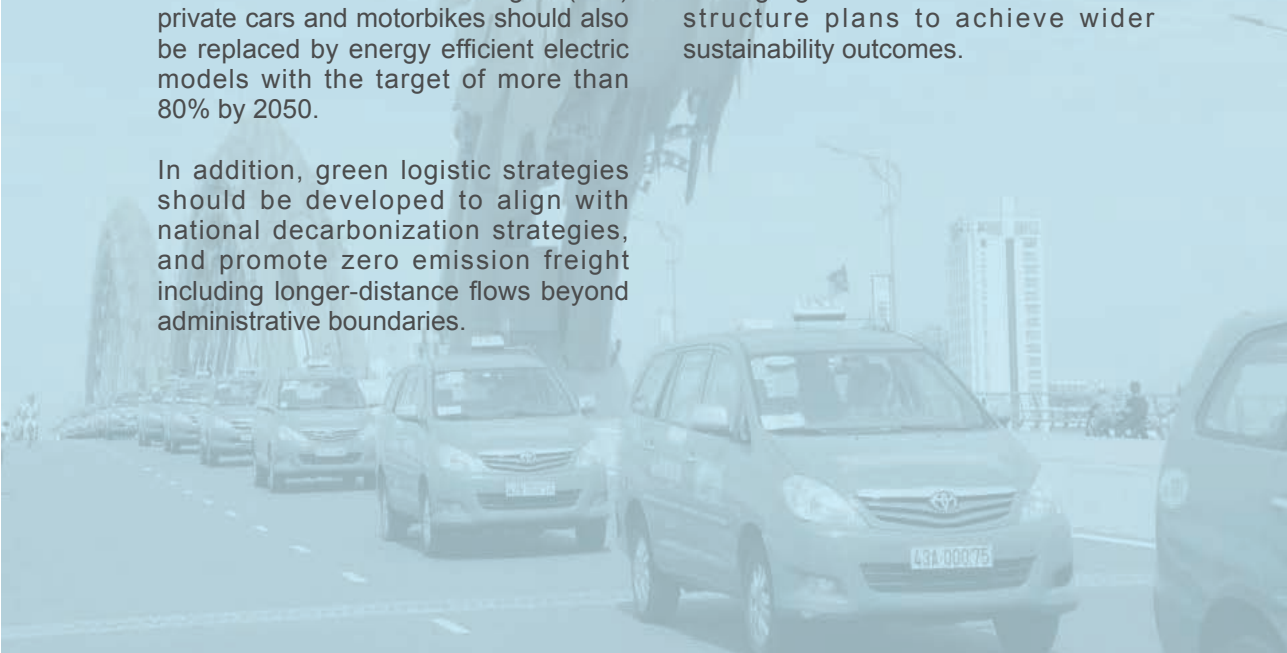 private cars and motorbikes should also
be replaced by energy efficient electric
models with the target of more than
80% by 2050.
In addition, green logistic strategies
should be developed to align with
national decarbonization strategies,
and promote zero emission freight
including longer-distance flows beyond
administrative boundaries.
structure plans to achieve wider
sustainability outcomes.
43A-000.75